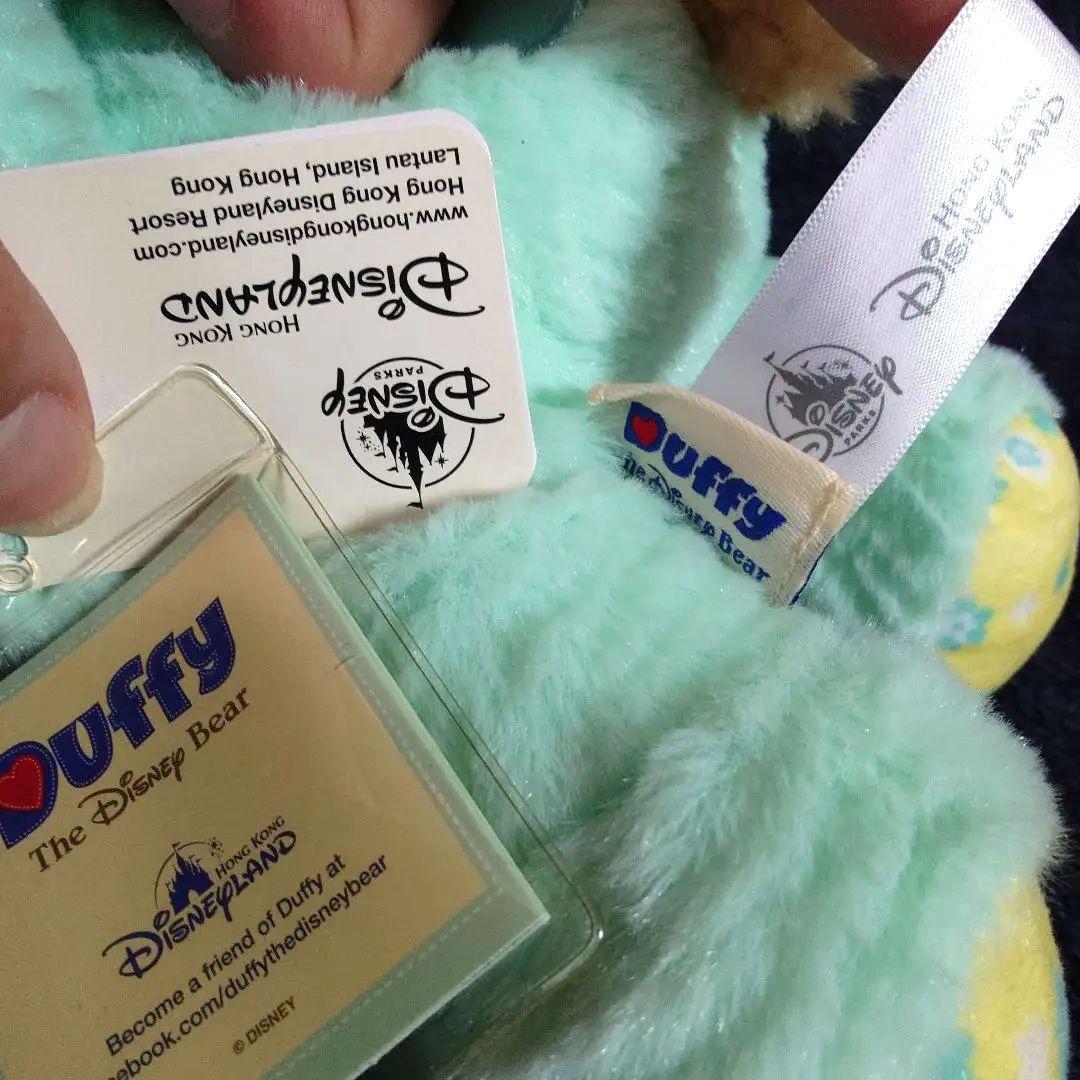 Disney
PARKS
HONG KONG
Disneyland
www.hongkongdisneyland.com
Hong Kong Disneyland Resort
Lantau Island, Hong Kong
HONG KONG
Disneyland
Disney
PARKS
Duffy
The Disney Bear
Duffy
The Disney Bear
HONG KONG
Disneyland
Become a friend of Duffy at
ebook.com/duffythedisneybear
© DISNEY